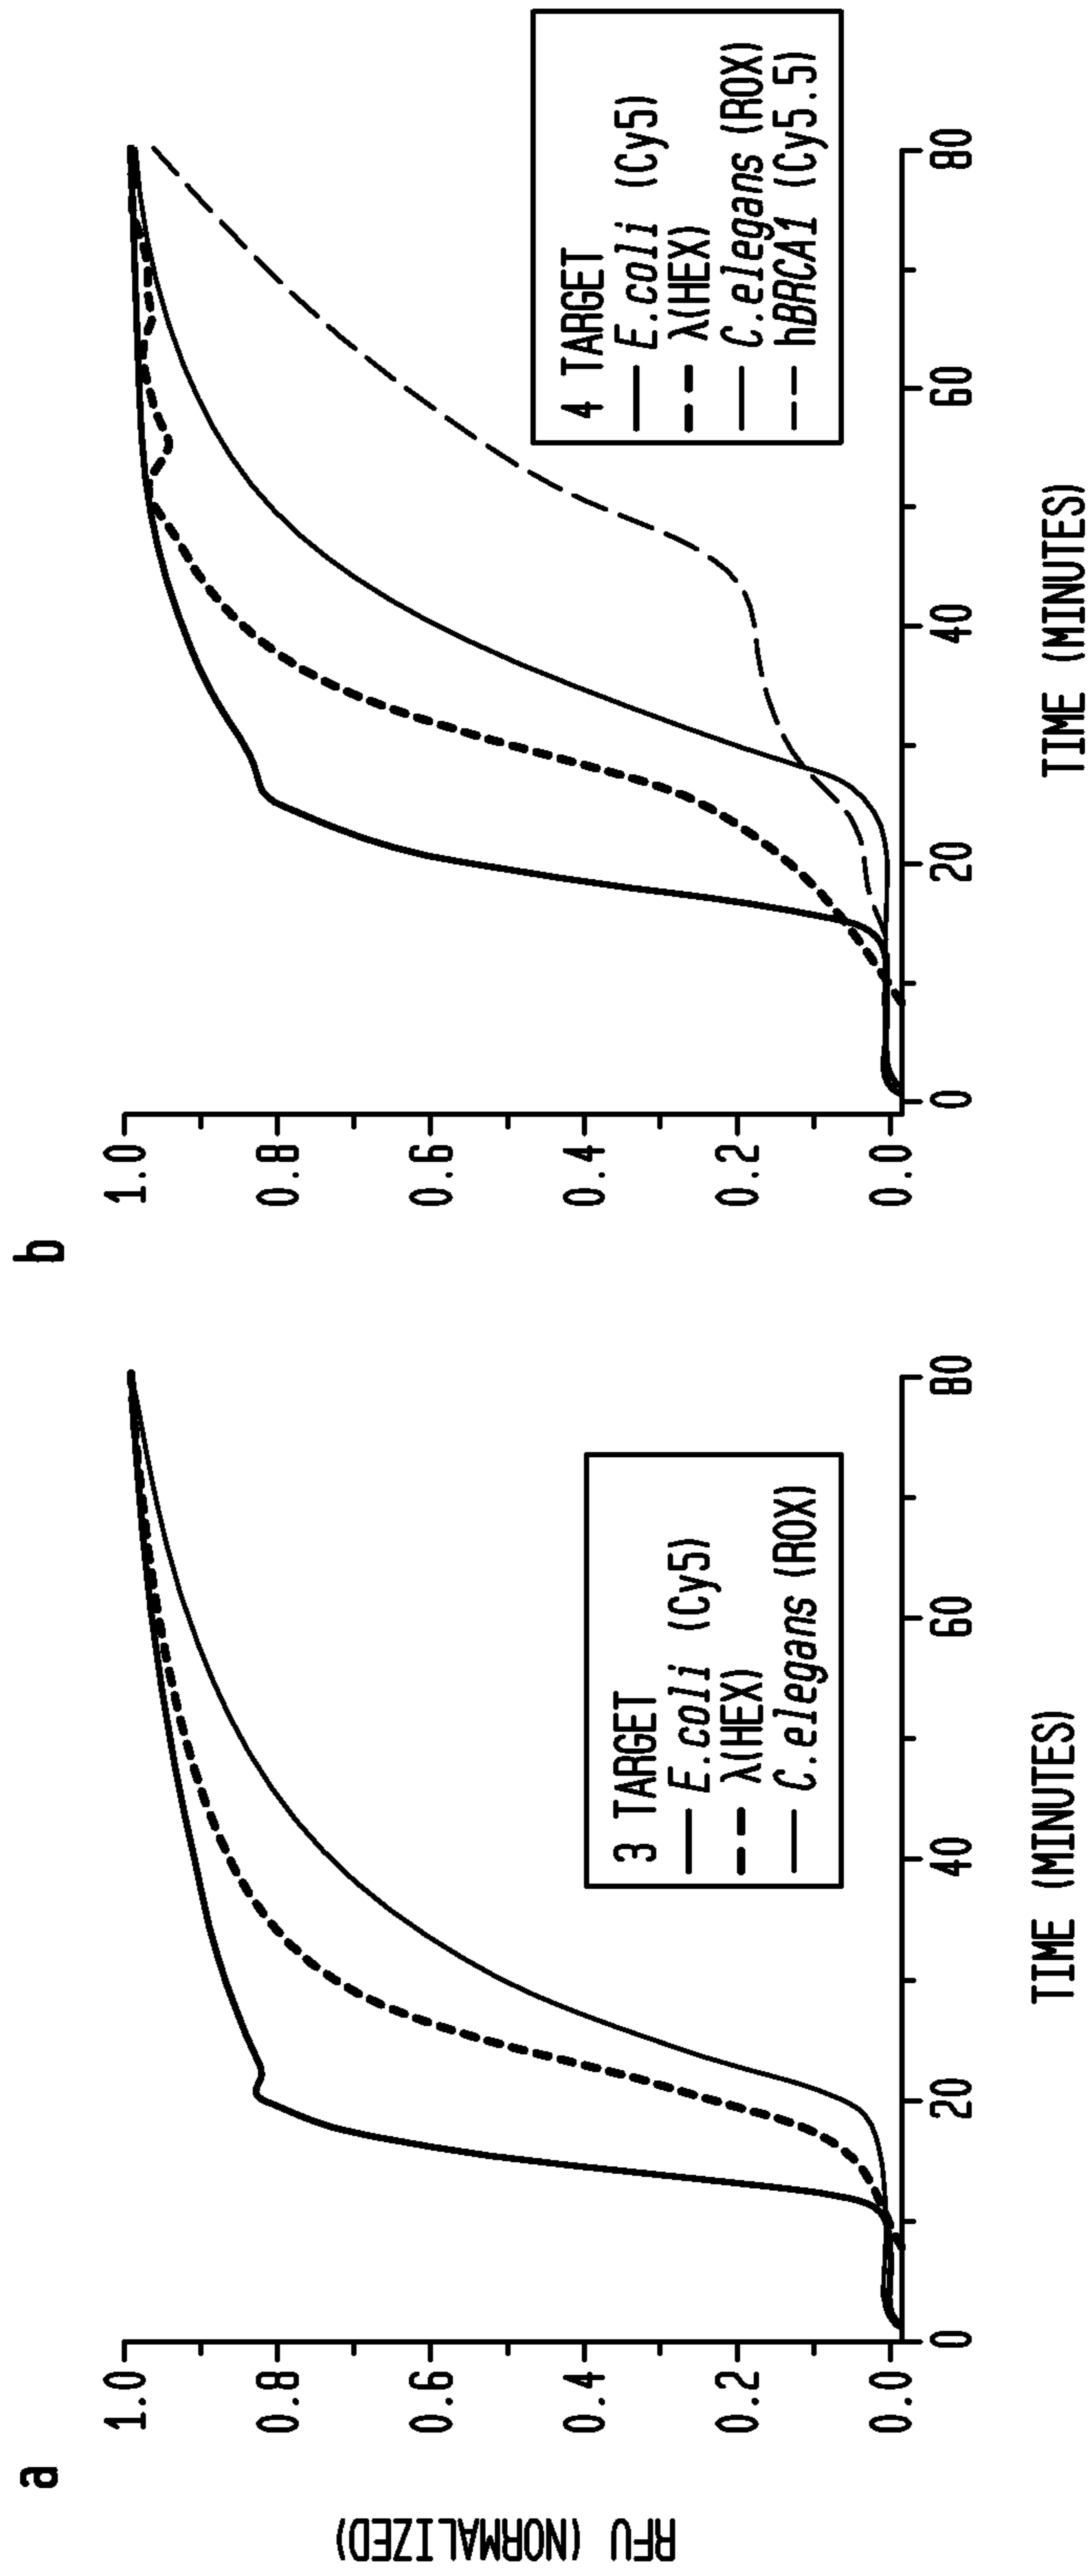 a
RFU (NORMALIZED)
1.0
0.8
0.6
0.4
0.2
0.0
0
20
40
60
80
TIME (MINUTES)
3 TARGET
E.coli (Cy5)
λ(HEX)
C.elegans (ROX)
b
1.0
0.8
0.6
0.4
0.2
0.0
0
20
40
60
80
TIME (MINUTES)
4 TARGET
E.coli (Cy5)
λ(HEX)
C.elegans (ROX)
hBRCA1 (Cy5.5)